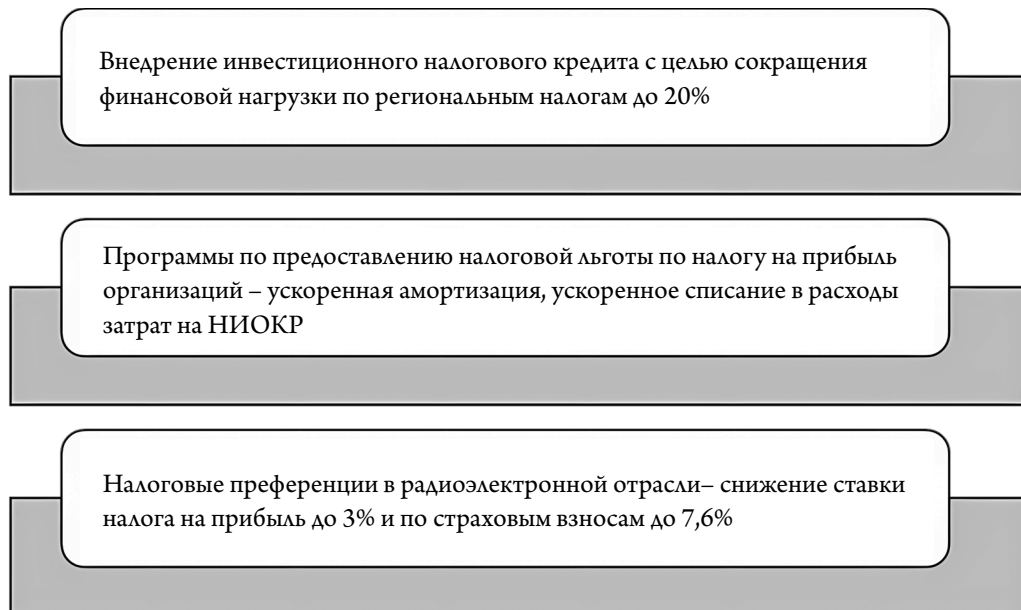 Внедрение инвестиционного налогового кредита с целью сокращения
финансовой нагрузки по региональным налогам до 20%
Программы по предоставлению налоговой льготы по налогу на прибыль
организаций – ускоренная амортизация, ускоренное списание в расходы
затрат на НИОКР
Налоговые преференции в радиоэлектронной отрасли– снижение ставки
налога на прибыль до 3% и по страховым взносам до 7,6%